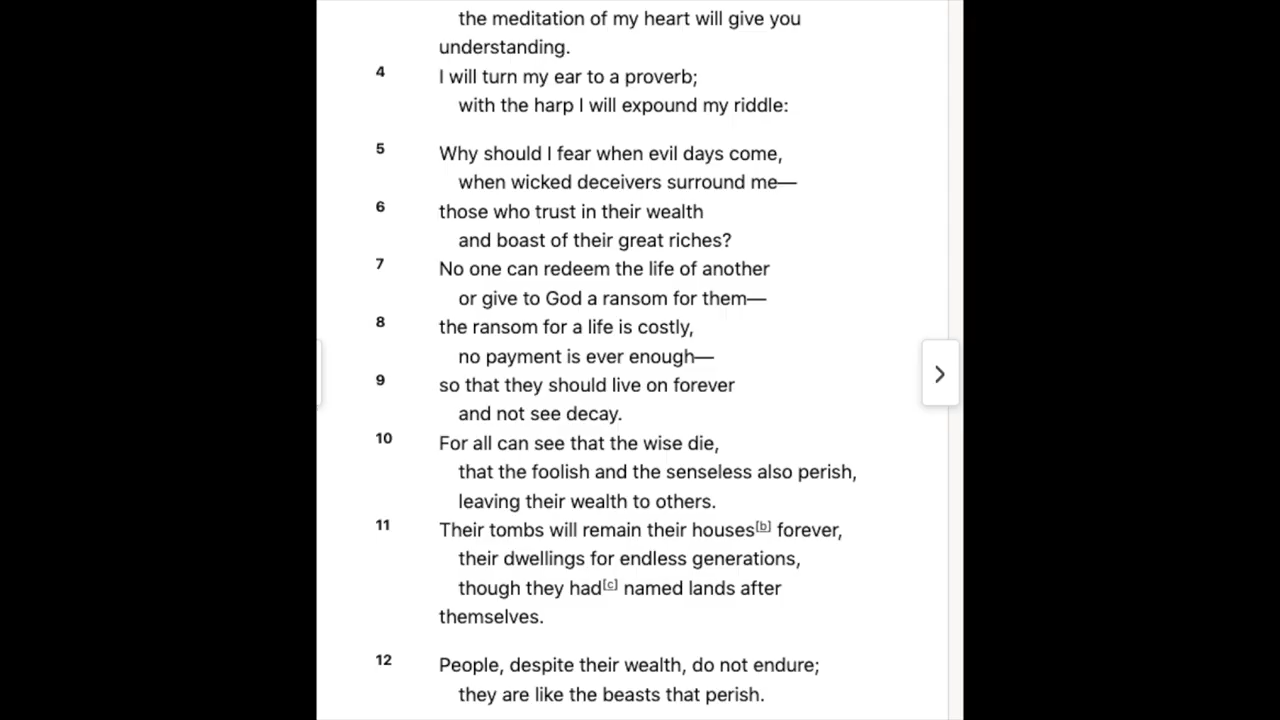 the meditation of my heart will give you
understanding.
4 I will turn my ear to a proverb;
with the harp I will expound my riddle:
5 Why should I fear when evil days come,
when wicked deceivers surround me—
6 those who trust in their wealth
and boast of their great riches?
7 No one can redeem the life of another
or give to God a ransom for them—
8 the ransom for a life is costly,
no payment is ever enough—
9 so that they should live on forever
and not see decay.
10 For all can see that the wise die,
that the foolish and the senseless also perish,
leaving their wealth to others.
11 Their tombs will remain their houses[b] forever,
their dwellings for endless generations,
though they had[c] named lands after
themselves.
12 People, despite their wealth, do not endure;
they are like the beasts that perish.